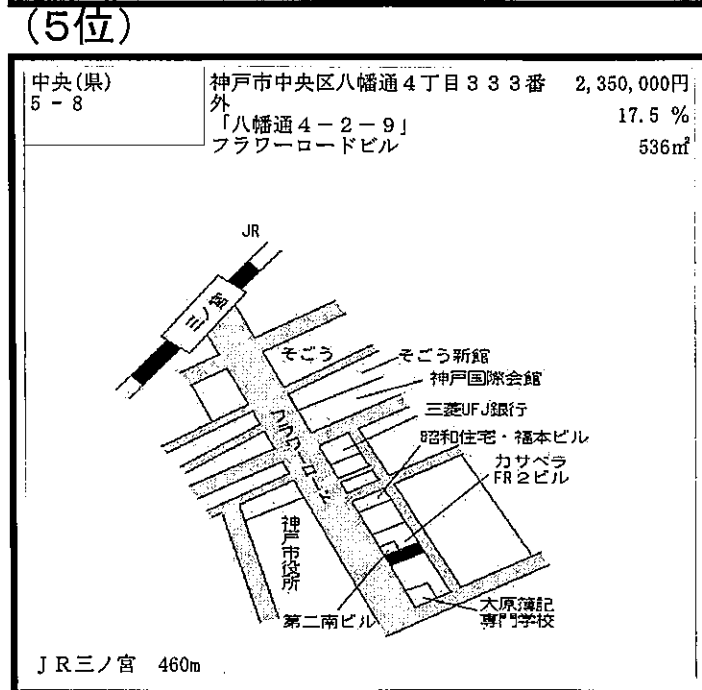 (5位)
中央(県)
5-8
神戸市中央区八幡通4丁目333番
外
「八幡通4-2-9」
フラワーロードビル
2,350,000円
17.5 %
536㎡
JR
三ノ宮
そごう
そごう新館
神戸国際会館
三菱UFJ銀行
フラワーロード
昭和住宅・福本ビル
カサベラ
FR2ビル
神戸市役所
第二南ビル
大原簿記
専門学校
JR三ノ宮 460m